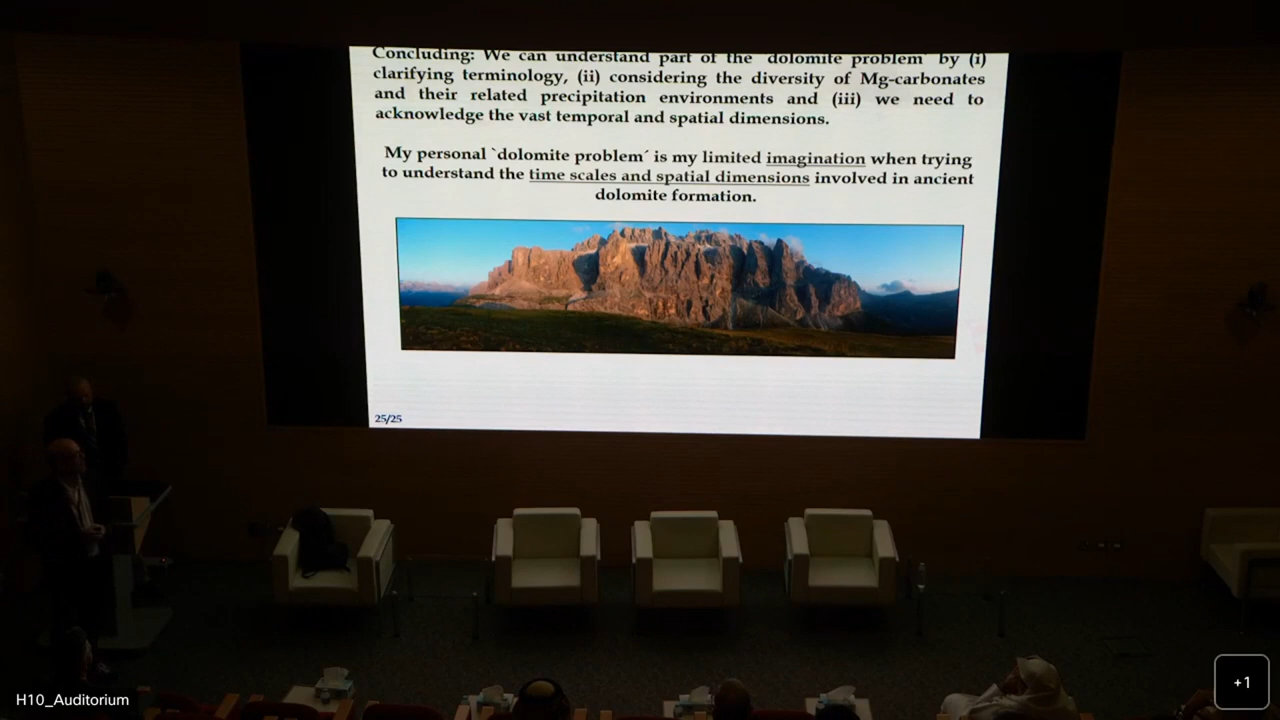 Concluding: We can understand part of the `dolomite problem´ by (i)
clarifying terminology, (ii) considering the diversity of Mg-carbonates
and their related precipitation environments and (iii) we need to
acknowledge the vast temporal and spatial dimensions.
My personal `dolomite problem´ is my limited imagination when trying
to understand the time scales and spatial dimensions involved in ancient
dolomite formation.
25/25
H10_Auditorium
+1